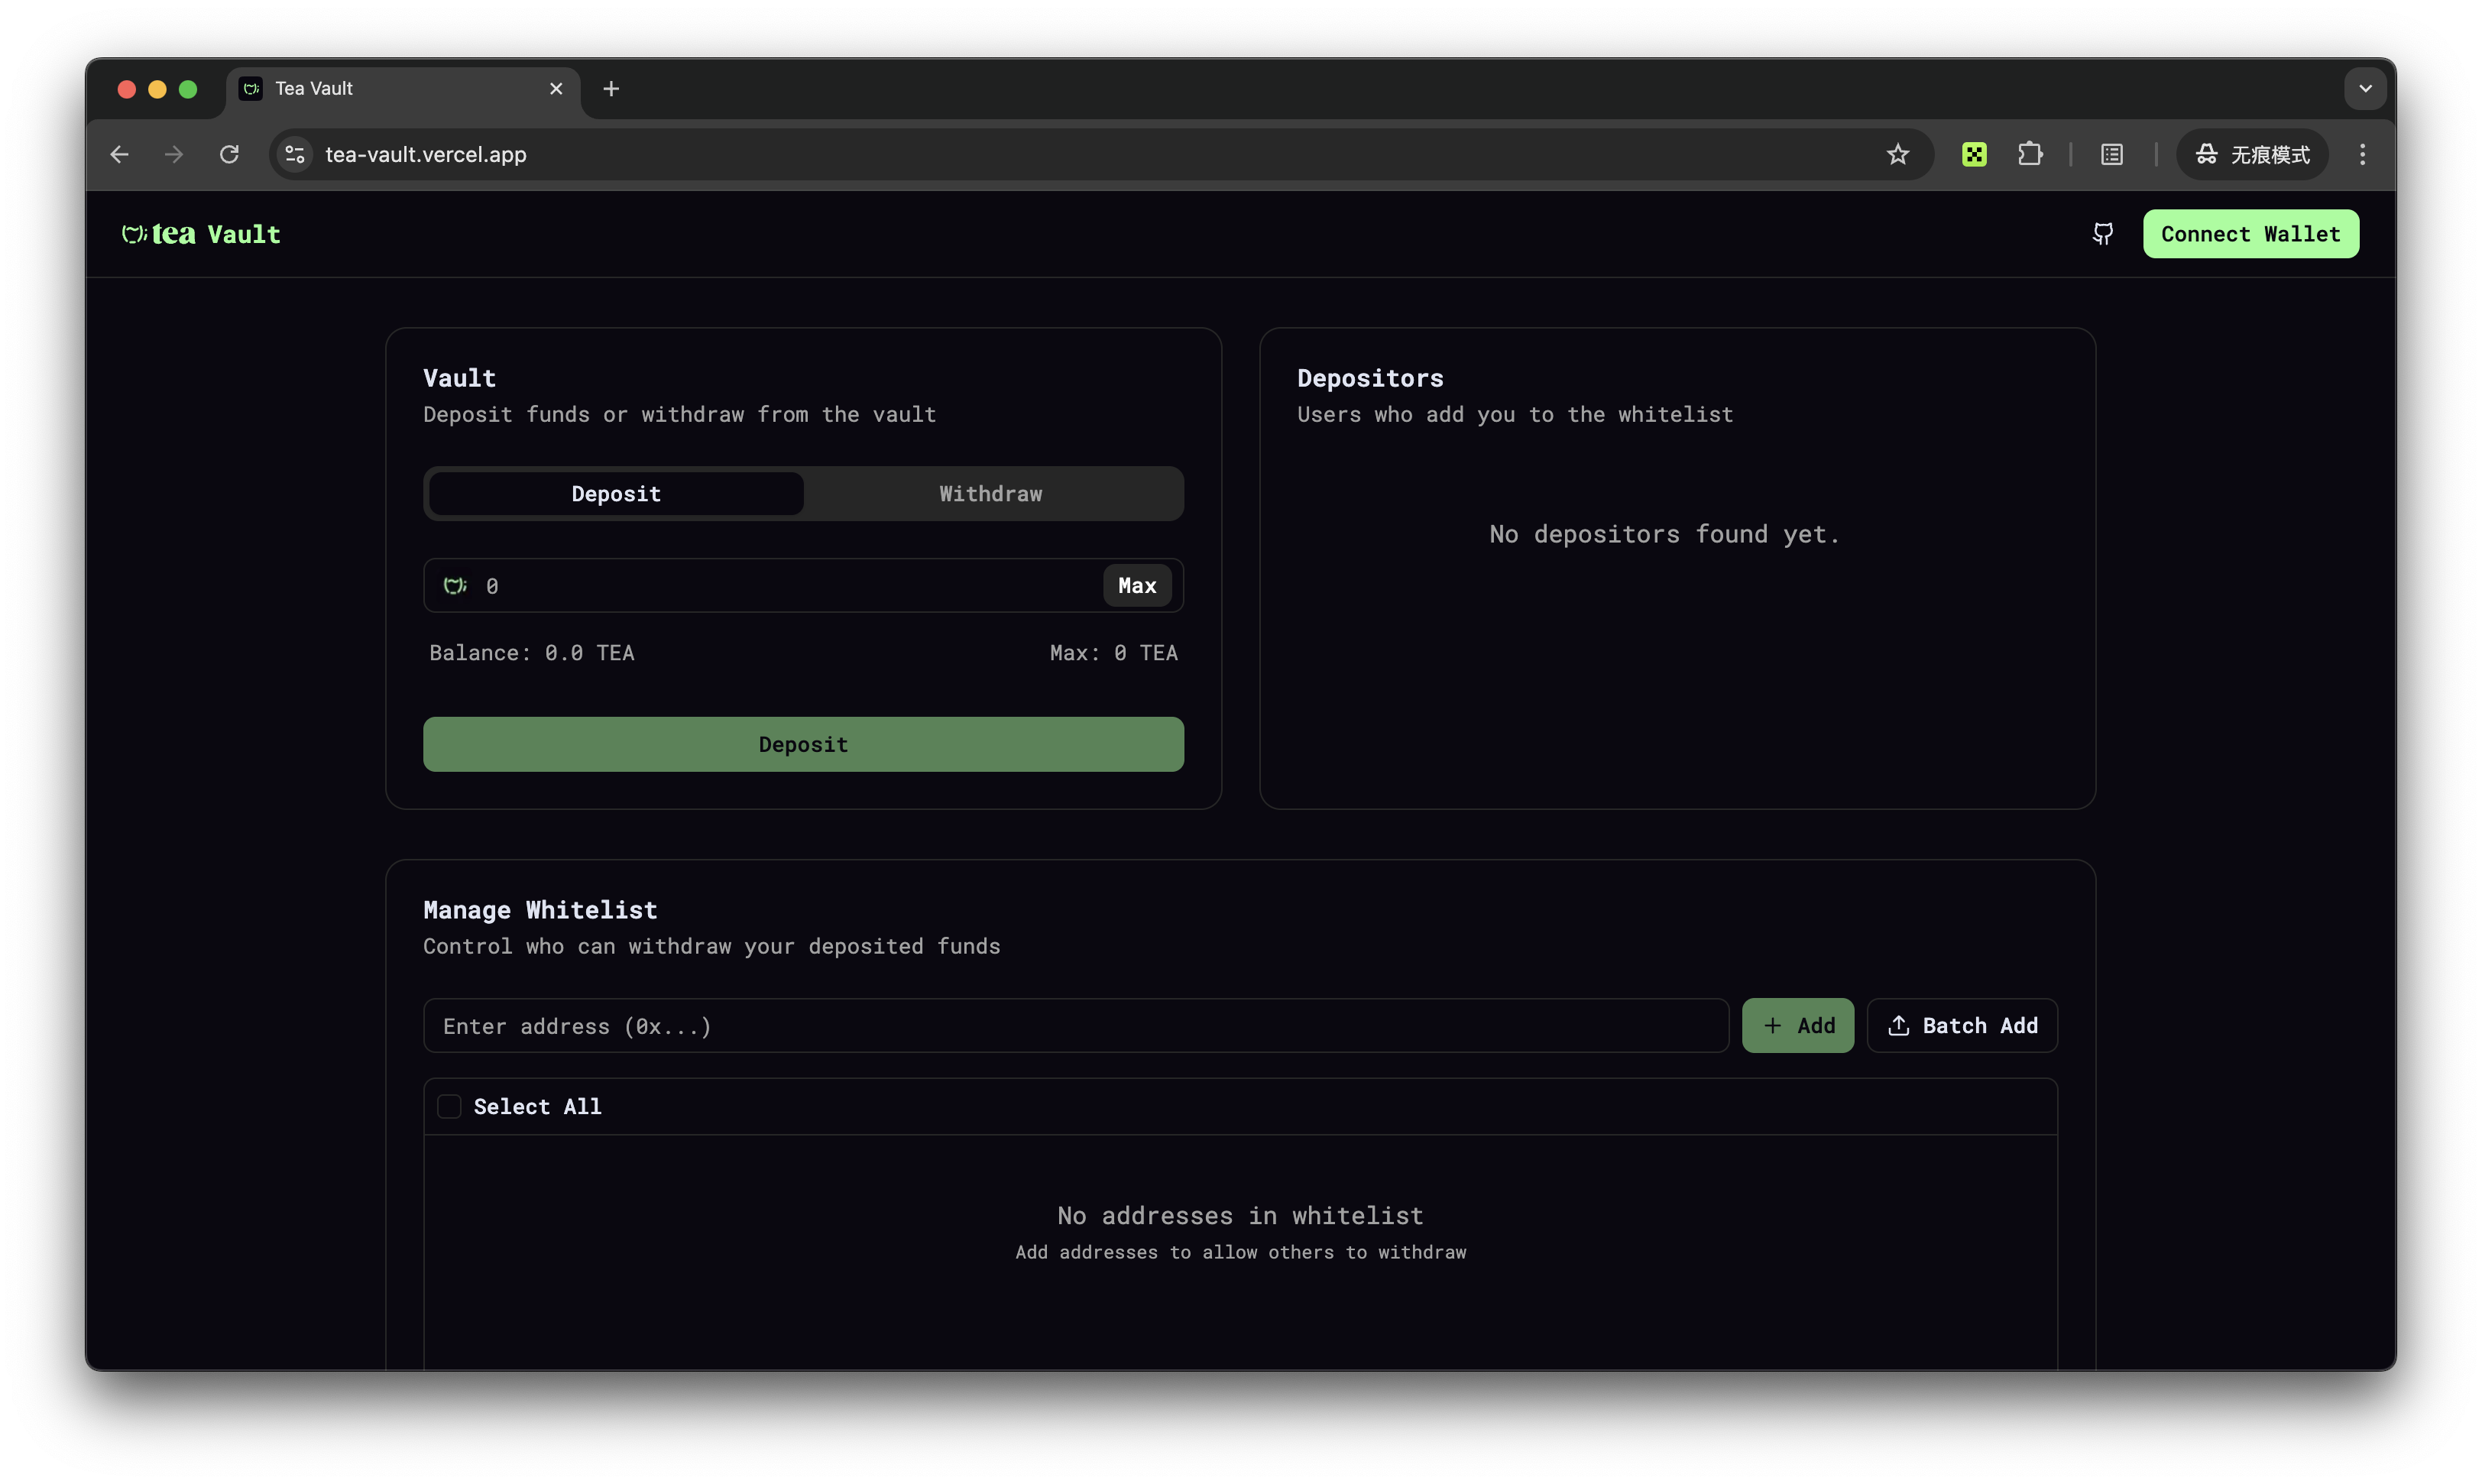 Tea Vault
tea-vault.vercel.app
无痕模式
tea Vault
Connect Wallet
Vault
Deposit funds or withdraw from the vault
Deposit
Withdraw
0
Max
Balance: 0.0 TEA
Max: 0 TEA
Deposit
Depositors
Users who add you to the whitelist
No depositors found yet.
Manage Whitelist
Control who can withdraw your deposited funds
Enter address (0x...)
+ Add
Batch Add
Select All
No addresses in whitelist
Add addresses to allow others to withdraw